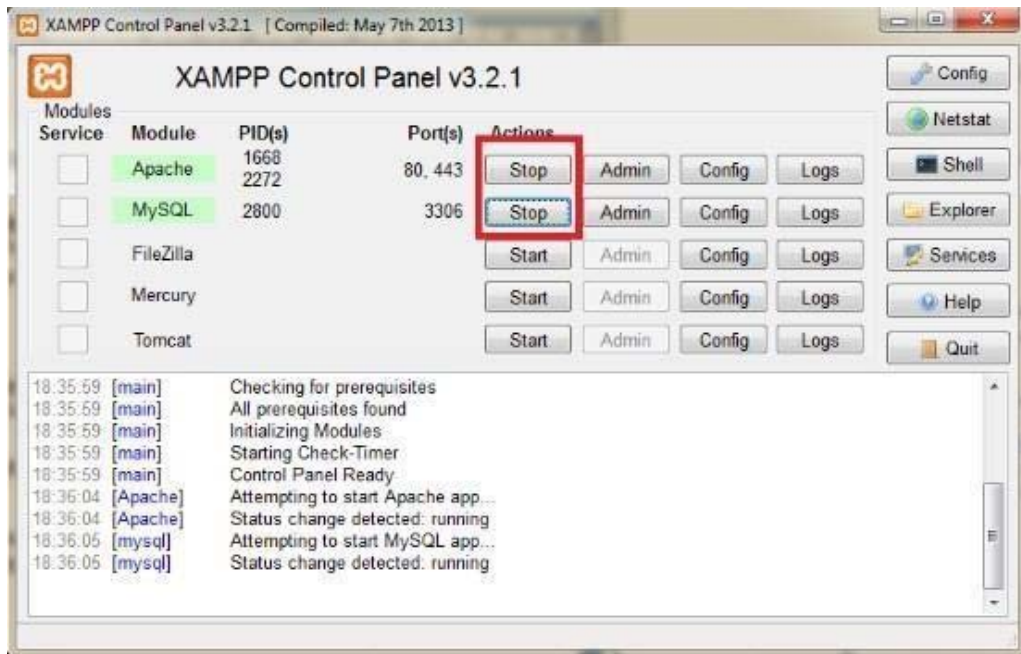 XAMPP Control Panel v3.2.1 [ Compiled: May 7th 2013 ]
XAMPP Control Panel v3.2.1
Config
Modules
Service Module PID(s) Port(s) Actions
Netstat
Apache 1668 2272 80, 443 Stop Admin Config Logs
Shell
MySQL 2800 3306 Stop Admin Config Logs
Explorer
FileZilla Start Admin Config Logs
Services
Mercury Start Admin Config Logs
Help
Tomcat Start Admin Config Logs
Quit
18:35:59 [main] Checking for prerequisites
18:35:59 [main] All prerequisites found
18:35:59 [main] Initializing Modules
18:35:59 [main] Starting Check-Timer
18:35:59 [main] Control Panel Ready
18:36:04 [Apache] Attempting to start Apache app...
18:36:04 [Apache] Status change detected: running
18:36:05 [mysql] Attempting to start MySQL app...
18:36:05 [mysql] Status change detected: running